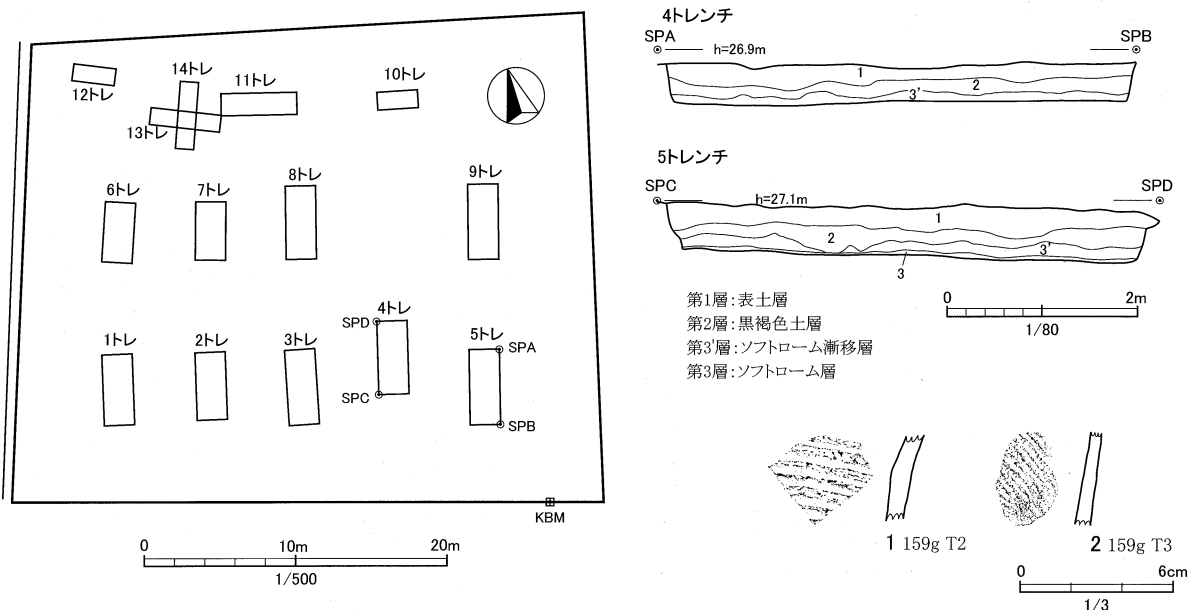 14トレ
11トレ
10トレ
12トレ
13トレ
6トレ
7トレ
8トレ
9トレ
1トレ
2トレ
3トレ
4トレ
SPD
SPC
5トレ
SPA
SPB
KBM
0 10m 20m
1/500
4トレンチ
SPA
h=26.9m
SPB
1
2
3'
5トレンチ
SPC
h=27.1m
SPD
1
2
3'
3
第1層:表土層
第2層:黒褐色土層
第3'層:ソフトローム漸移層
第3層:ソフトローム層
0 2m
1/80
1 159g T2
2 159g T3
0 6cm
1/3